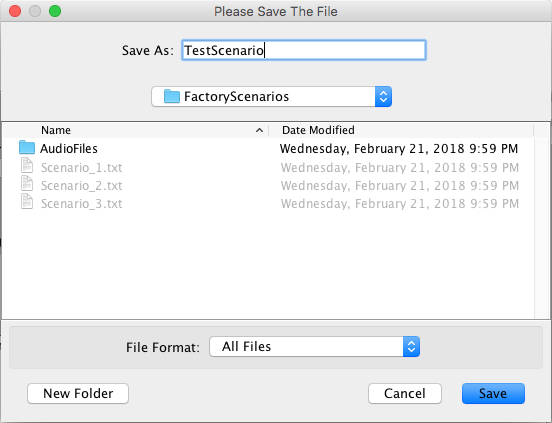 Please Save The File
Save As: TestScenario
FactoryScenarios
Name Date Modified
AudioFiles Wednesday, February 21, 2018 9:59 PM
Scenario_1.txt Wednesday, February 21, 2018 9:59 PM
Scenario_2.txt Wednesday, February 21, 2018 9:59 PM
Scenario_3.txt Wednesday, February 21, 2018 9:59 PM
File Format: All Files
New Folder Cancel Save